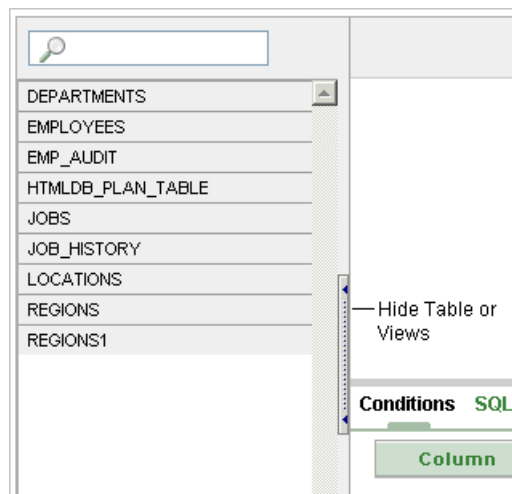 DEPARTMENTS
EMPLOYEES
EMP_AUDIT
HTMLDB_PLAN_TABLE
JOBS
JOB_HISTORY
LOCATIONS
REGIONS
REGIONS1
Hide Table or
Views
Conditions SQL
Column